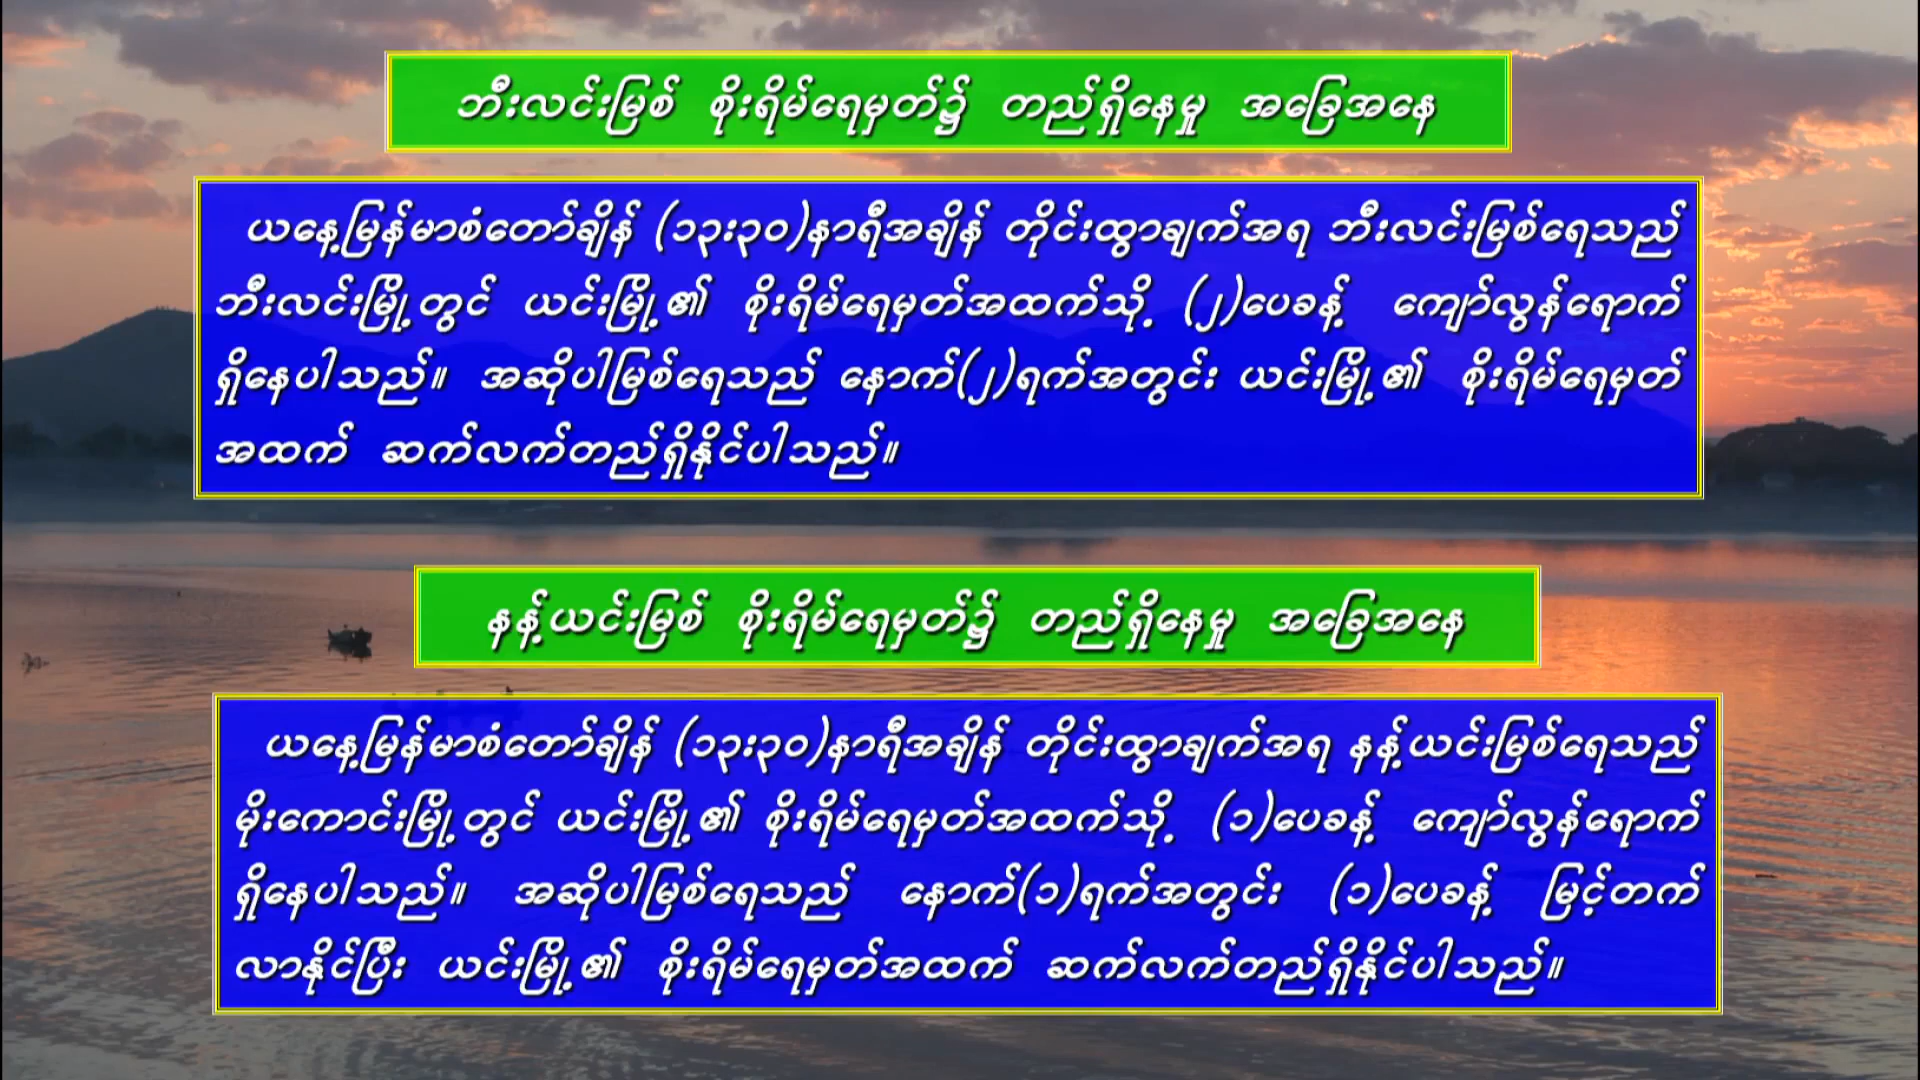 ဘီးလင်းမြစ် စိုးရိမ်ရေမှတ်၌ တည်ရှိနေမှု အခြေအနေ
ယနေ့မြန်မာစံတော်ချိန် (၁၃း၃၀)နာရီအချိန် တိုင်းထွာချက်အရ ဘီးလင်းမြစ်ရေသည်
ဘီးလင်းမြို့တွင် ယင်းမြို့၏ စိုးရိမ်ရေမှတ်အထက်သို့ (၂)ပေခန့် ကျော်လွန်ရောက်
ရှိနေပါသည်။ အဆိုပါမြစ်ရေသည် နောက်(၂)ရက်အတွင်း ယင်းမြို့၏ စိုးရိမ်ရေမှတ်
အထက် ဆက်လက်တည်ရှိနိုင်ပါသည်။
နန့်ယင်းမြစ် စိုးရိမ်ရေမှတ်၌ တည်ရှိနေမှု အခြေအနေ
ယနေ့မြန်မာစံတော်ချိန် (၁၃း၃၀)နာရီအချိန် တိုင်းထွာချက်အရ နန့်ယင်းမြစ်ရေသည်
မိုးကောင်းမြို့တွင် ယင်းမြို့၏ စိုးရိမ်ရေမှတ်အထက်သို့ (၁)ပေခန့် ကျော်လွန်ရောက်
ရှိနေပါသည်။ အဆိုပါမြစ်ရေသည် နောက်(၁)ရက်အတွင်း (၁)ပေခန့် မြင့်တက်
လာနိုင်ပြီး ယင်းမြို့၏ စိုးရိမ်ရေမှတ်အထက် ဆက်လက်တည်ရှိနိုင်ပါသည်။